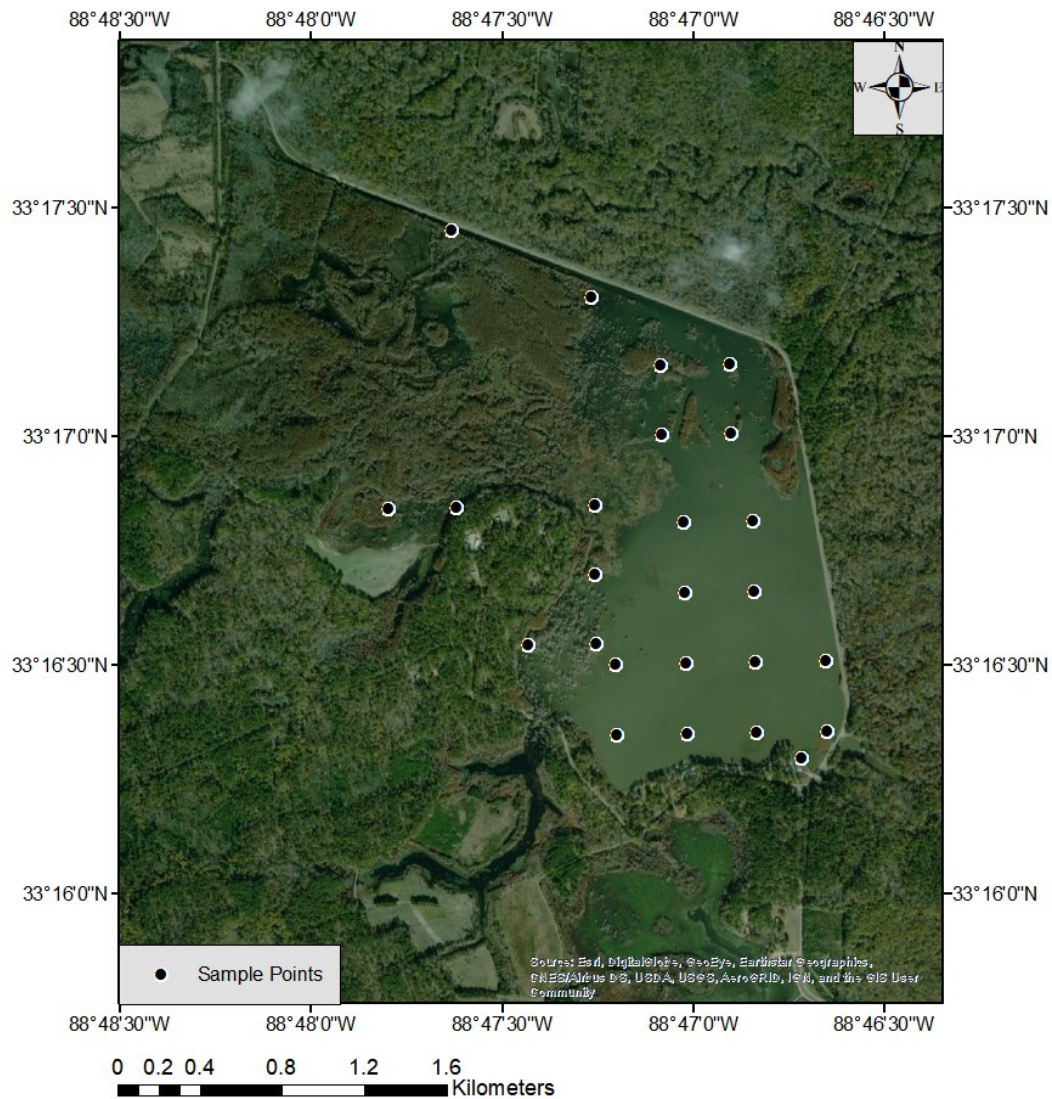 88°48'30"W 88°48'0"W 88°47'30"W 88°47'0"W 88°46'30"W
N
W E
S
33°17'30"N 33°17'30"N
33°17'0"N 33°17'0"N
33°16'30"N 33°16'30"N
33°16'0"N 33°16'0"N
Sample Points
Source: Esri, DigitalGlobe, GeoEye, Earthstar Geographics,
CNES/Airbus DS, USDA, USGS, AeroGRID, IGN, and the GIS User
Community
88°48'30"W 88°48'0"W 88°47'30"W 88°47'0"W 88°46'30"W
0 0.2 0.4 0.8 1.2 1.6
Kilometers